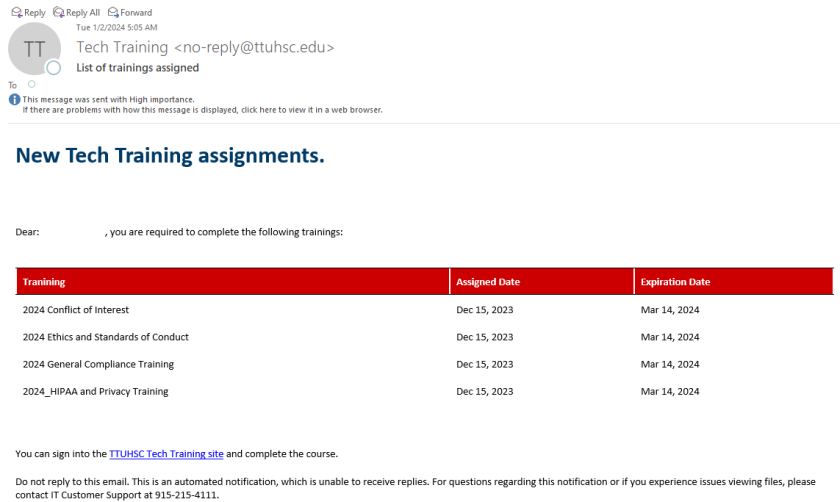 Reply Reply All Forward
Tue 1/2/2024 5:05 AM
TT
Tech Training <no-reply@ttuhsc.edu>
List of trainings assigned
To
This message was sent with High importance.
If there are problems with how this message is displayed, click here to view it in a web browser.
New Tech Training assignments.
Dear: , you are required to complete the following trainings:
Tranining Assigned Date Expiration Date
2024 Conflict of Interest Dec 15, 2023 Mar 14, 2024
2024 Ethics and Standards of Conduct Dec 15, 2023 Mar 14, 2024
2024 General Compliance Training Dec 15, 2023 Mar 14, 2024
2024_HIPAA and Privacy Training Dec 15, 2023 Mar 14, 2024
You can sign into the TTUHSC Tech Training site and complete the course.
Do not reply to this email. This is an automated notification, which is unable to receive replies. For questions regarding this notification or if you experience issues viewing files, please
contact IT Customer Support at 915-215-4111.